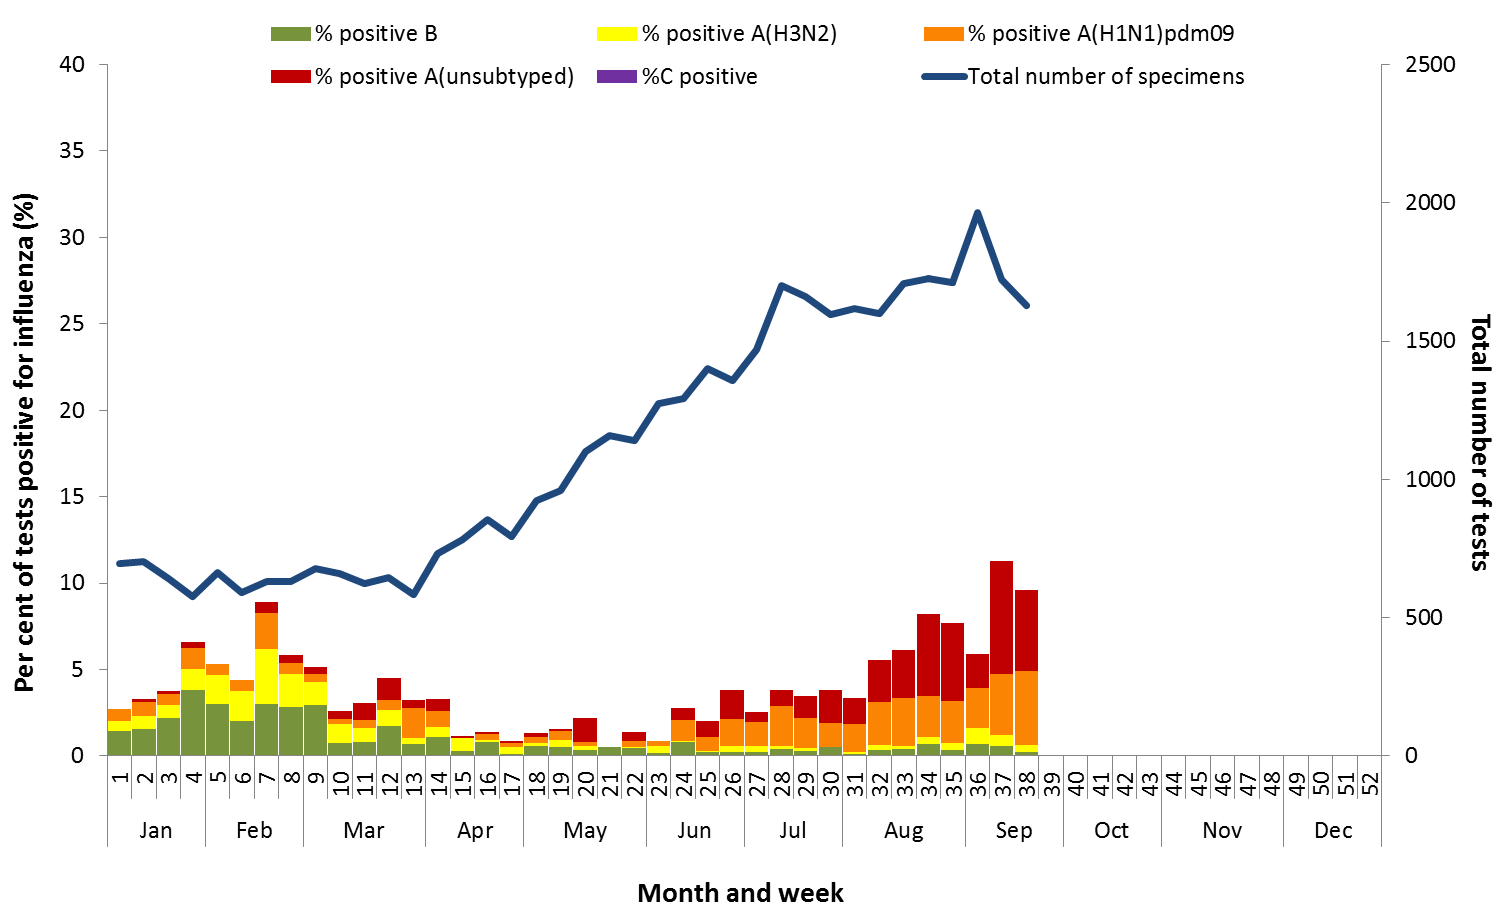 % positive B % positive A(H3N2) % positive A(H1N1)pdm09
% positive A(unsubtyped) %C positive Total number of specimens
40
35
30
25
20
15
10
5
0
Per cent of tests positive for influenza (%)
2500
2000
1500
1000
500
0
Total number of tests
1 2 3 4 5 6 7 8 9 10 11 12 13 14 15 16 17 18 19 20 21 22 23 24 25 26 27 28 29 30 31 32 33 34 35 36 37 38 39 40 41 42 43 44 45 46 47 48 49 50 51 52
Jan Feb Mar Apr May Jun Jul Aug Sep Oct Nov Dec
Month and week